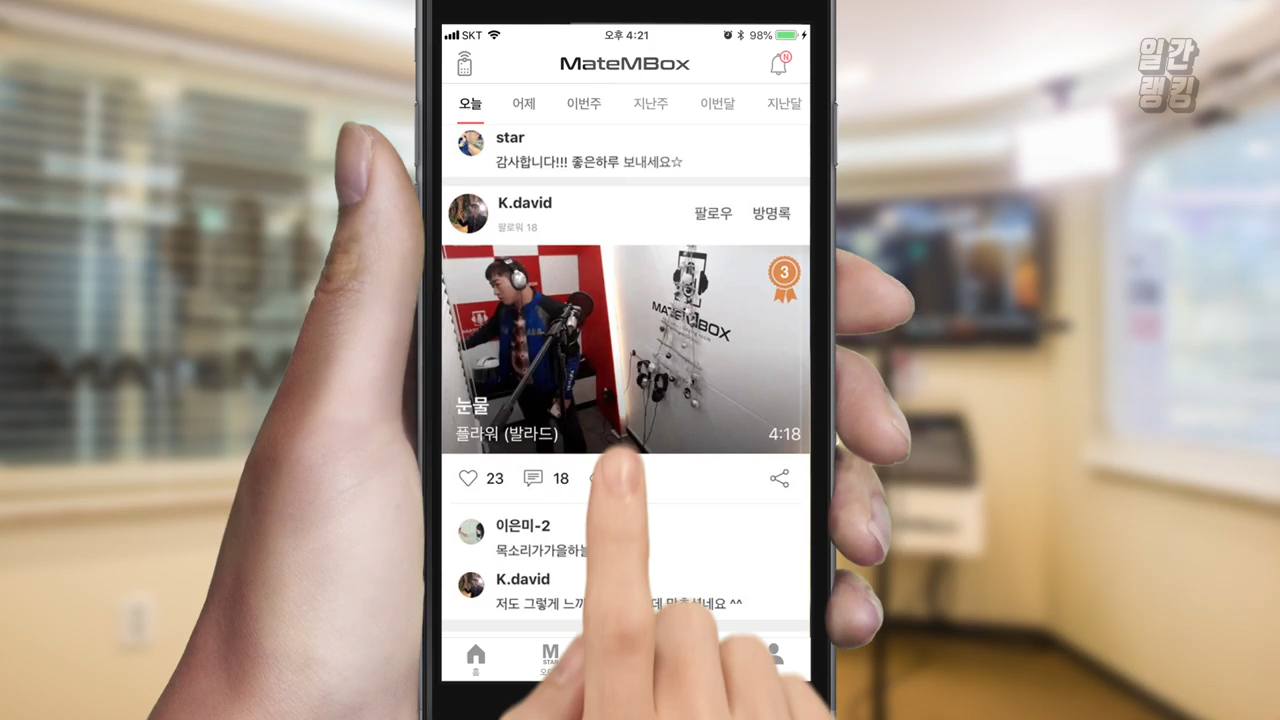 SKT 오후 4:21 98%
MateMBox
N
일간
랭킹
오늘 어제 이번주 지난주 이번달 지난달
star
감사합니다!!! 좋은하루 보내세요☆
K.david
팔로워 18
팔로우 방명록
3
MATEMBOX
눈물
플라워 (발라드)
4:18
23 18
이은미-2
목소리가가을하늘
K.david
저도 그렇게 느끼 데 맞추셨네요 ^^
홈
M
STAR